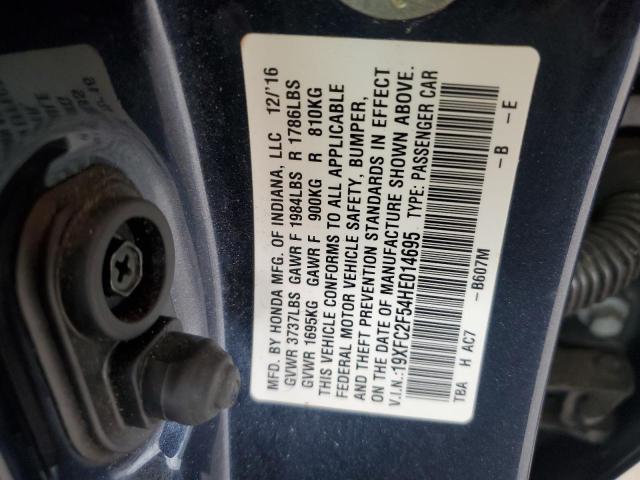 MFD. BY HONDA MFG. OF INDIANA, LLC 12/'16
GVWR 3737LBS GAWR F 1984LBS R 1786LBS
GVWR 1695KG GAWR F 900KG R 810KG
THIS VEHICLE CONFORMS TO ALL APPLICABLE
FEDERAL MOTOR VEHICLE SAFETY, BUMPER,
AND THEFT PREVENTION STANDARDS IN EFFECT
ON THE DATE OF MANUFACTURE SHOWN ABOVE.
V.I.N.:19XFC2F54HE014695 TYPE: PASSENGER CAR
TBA H AC7 -B607M -B -E